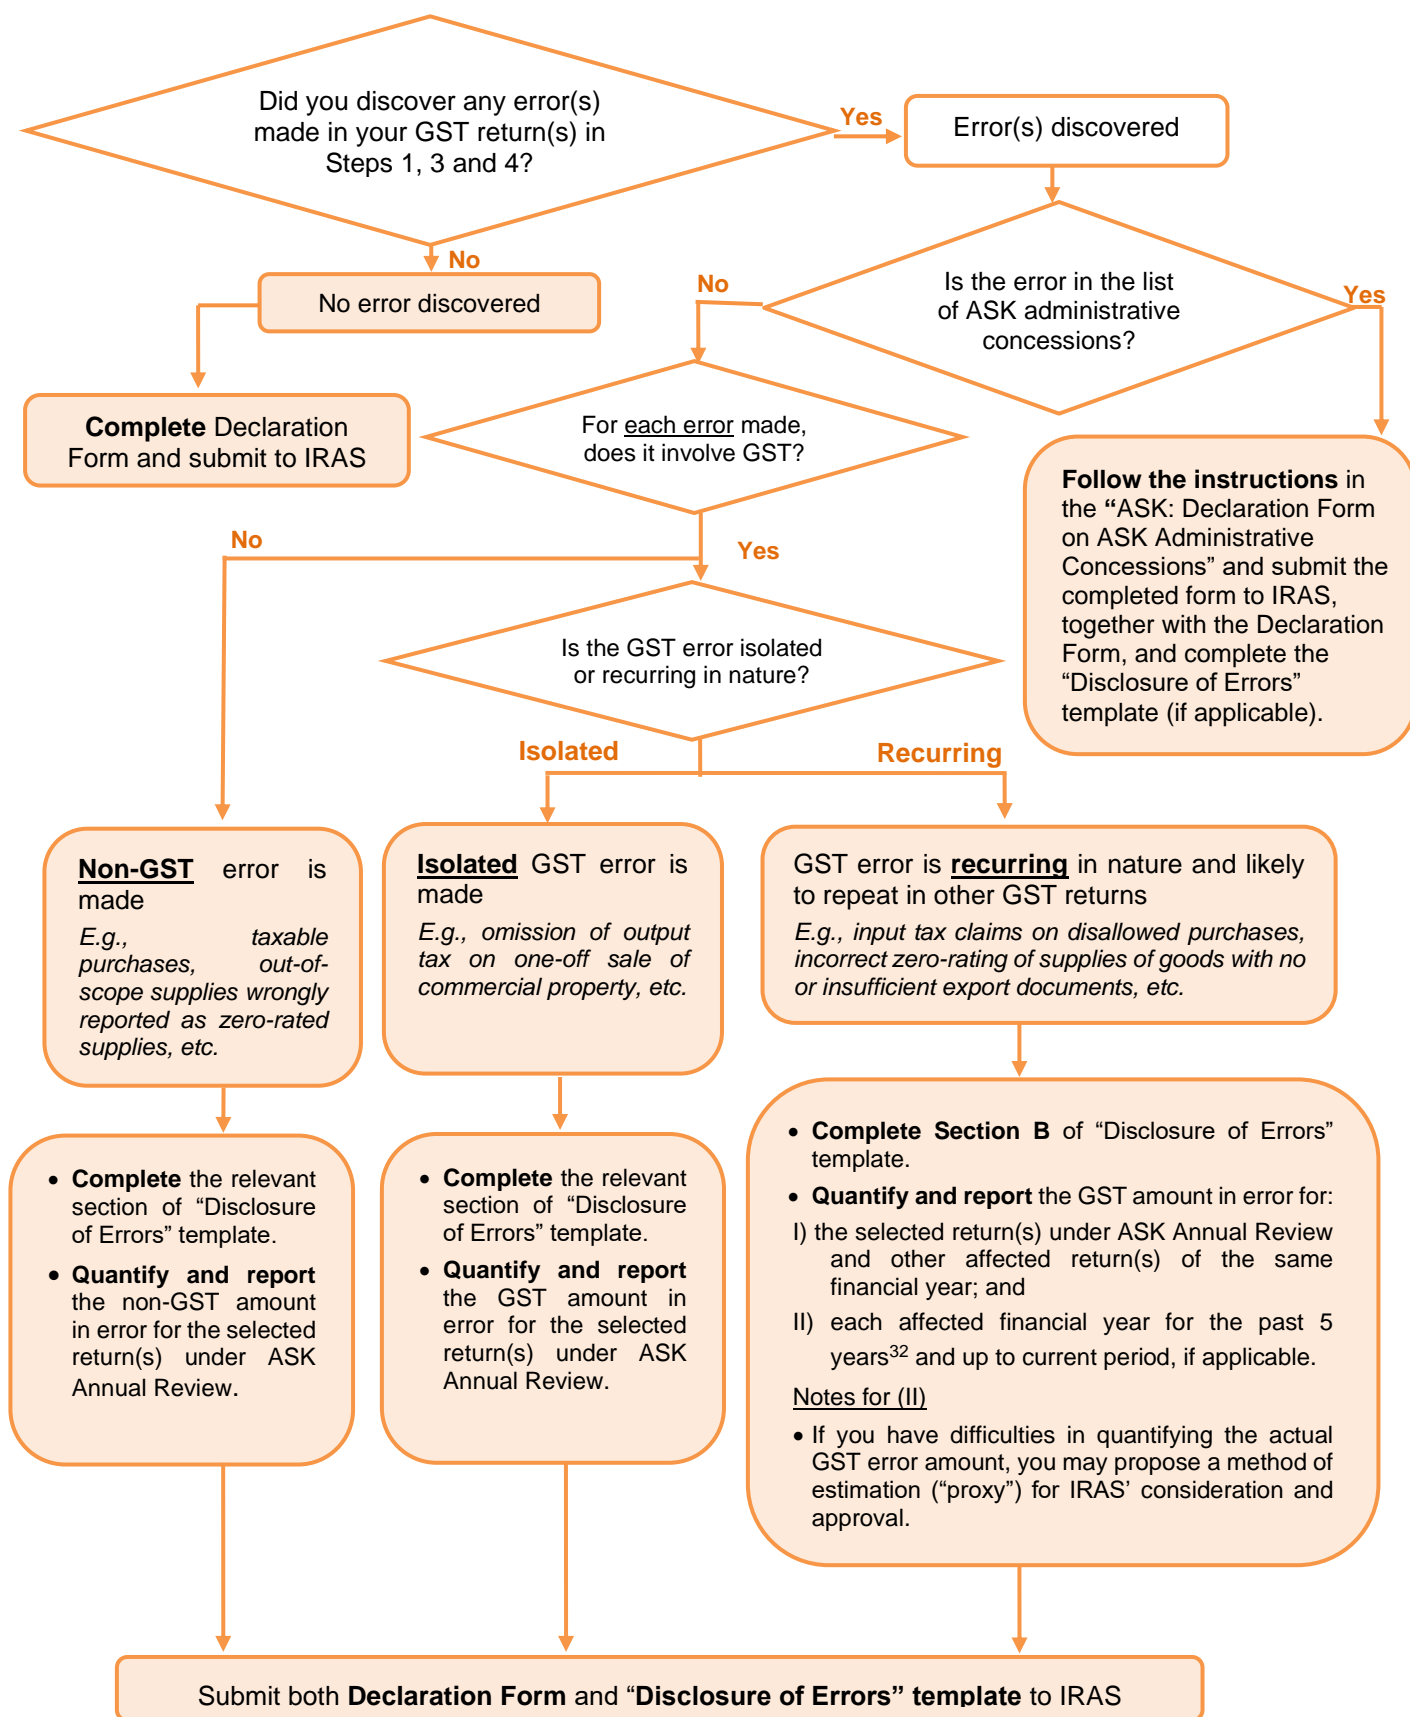 Did you discover any error(s)
made in your GST return(s) in
Steps 1, 3 and 4?
Yes
Error(s) discovered
No
No error discovered
Complete Declaration
Form and submit to IRAS
Is the error in the list
of ASK administrative
concessions?
No
Yes
For each error made,
does it involve GST?
Follow the instructions in
the “ASK: Declaration Form
on ASK Administrative
Concessions” and submit the
completed form to IRAS,
together with the Declaration
Form, and complete the
“Disclosure of Errors”
template (if applicable).
No
Yes
Is the GST error isolated
or recurring in nature?
Isolated
Recurring
Non-GST error is
made
E.g., taxable
purchases, out-of-
scope supplies wrongly
reported as zero-rated
supplies, etc.
Isolated GST error is
made
E.g., omission of output
tax on one-off sale of
commercial property, etc.
GST error is recurring in nature and likely
to repeat in other GST returns
E.g., input tax claims on disallowed purchases,
incorrect zero-rating of supplies of goods with no
or insufficient export documents, etc.
• Complete the relevant
section of “Disclosure
of Errors” template.
• Quantify and report
the non-GST amount
in error for the selected
return(s) under ASK
Annual Review.
• Complete the relevant
section of “Disclosure
of Errors” template.
• Quantify and report
the GST amount in
error for the selected
return(s) under ASK
Annual Review.
• Complete Section B of “Disclosure of Errors”
template.
• Quantify and report the GST amount in error for:
I) the selected return(s) under ASK Annual Review
and other affected return(s) of the same
financial year; and
II) each affected financial year for the past 5
years32 and up to current period, if applicable.
Notes for (II)
• If you have difficulties in quantifying the actual
GST error amount, you may propose a method of
estimation (“proxy”) for IRAS’ consideration and
approval.
Submit both Declaration Form and “Disclosure of Errors” template to IRAS